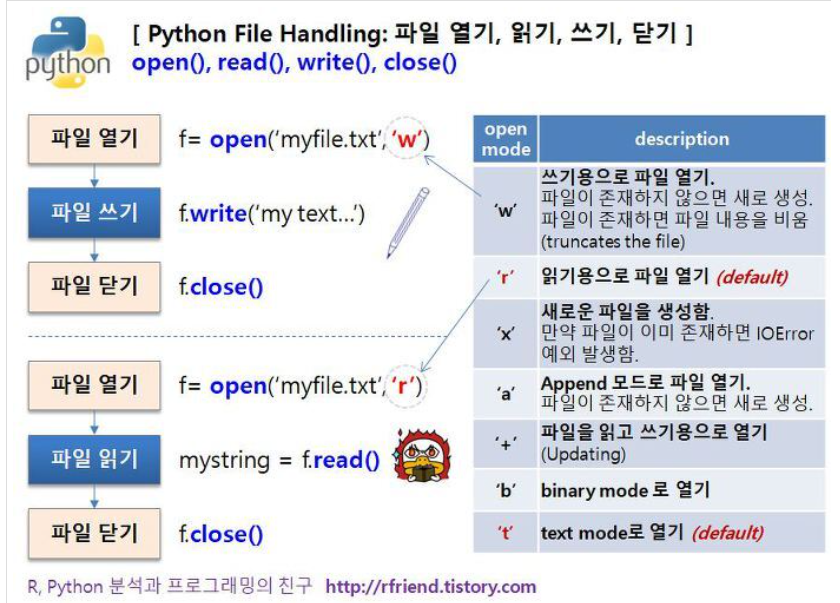 python
[ Python File Handling: 파일 열기, 읽기, 쓰기, 닫기 ]
open(), read(), write(), close()
파일 열기
f= open(‘myfile.txt’, ‘w’)
파일 쓰기
f.write(‘my text...’)
파일 닫기
f.close()
파일 열기
f= open(‘myfile.txt’, ‘r’)
파일 읽기
mystring = f.read()
파일 닫기
f.close()
open
mode
description
‘w’
쓰기용으로 파일 열기.
파일이 존재하지 않으면 새로 생성.
파일이 존재하면 파일 내용을 비움
(truncates the file)
‘r’
읽기용으로 파일 열기 (default)
‘x’
새로운 파일을 생성함.
만약 파일이 이미 존재하면 IOError
예외 발생함.
‘a’
Append 모드로 파일 열기.
파일이 존재하지 않으면 새로 생성.
‘+’
파일을 읽고 쓰기용으로 열기
(Updating)
‘b’
binary mode 로 열기
‘t’
text mode로 열기 (default)
R, Python 분석과 프로그래밍의 친구 http://rfriend.tistory.com